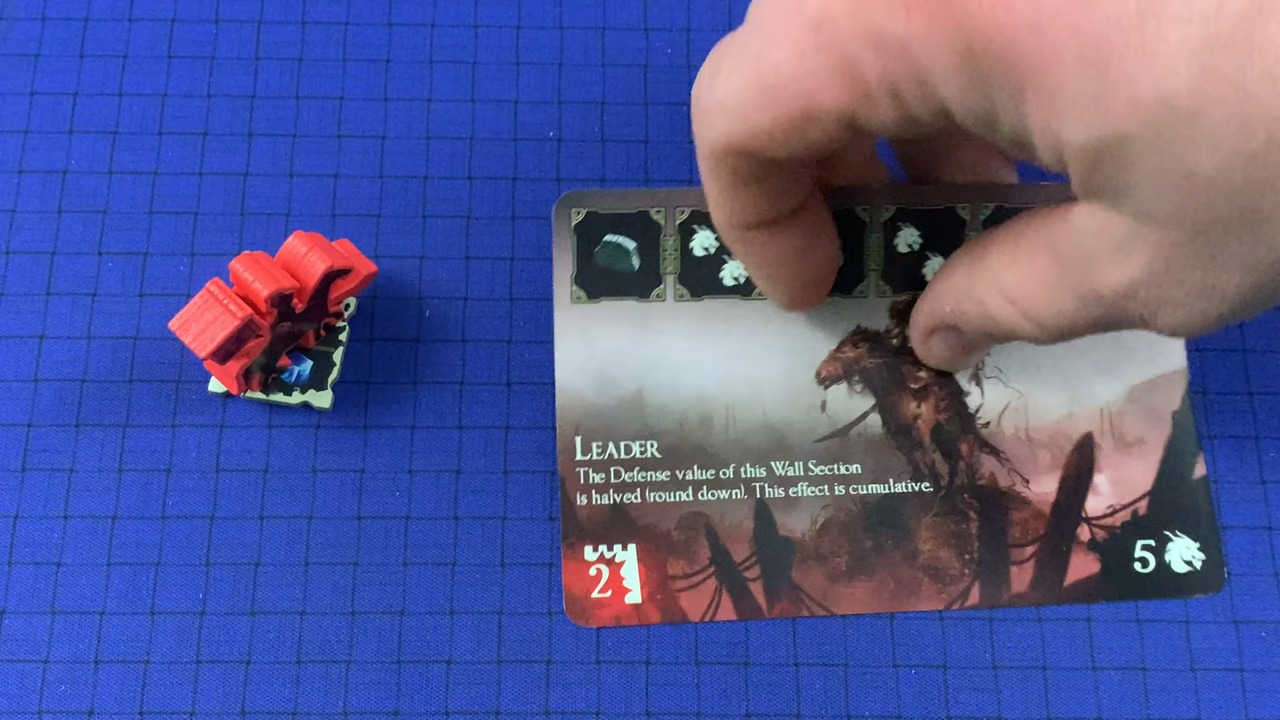 LEADER
The Defense value of this Wall Section
is halved (round down). This effect is cumulative.
2
5